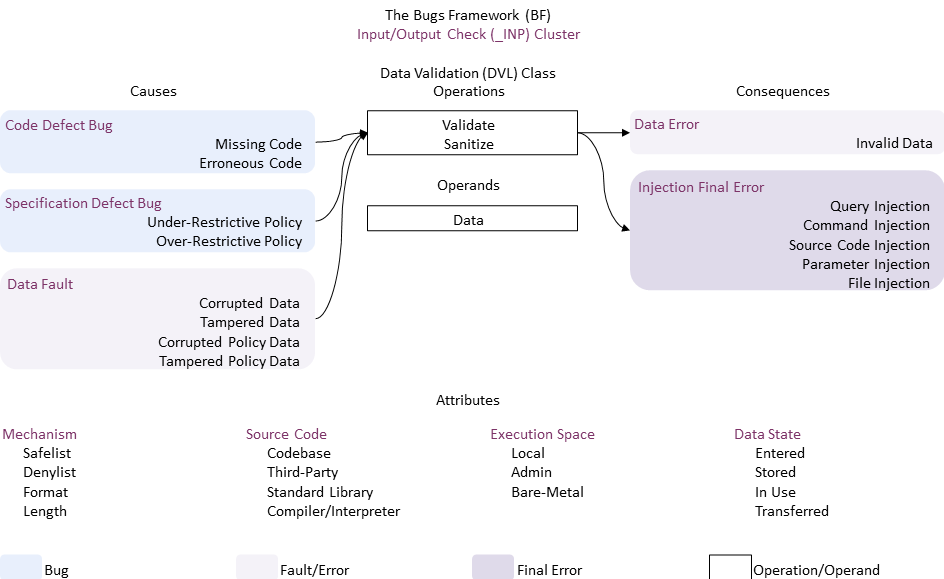 The Bugs Framework (BF)
Input/Output Check (_INP) Cluster
Data Validation (DVL) Class
Causes
Operations
Consequences
Code Defect Bug
Missing Code
Erroneous Code
Specification Defect Bug
Under-Restrictive Policy
Over-Restrictive Policy
Data Fault
Corrupted Data
Tampered Data
Corrupted Policy Data
Tampered Policy Data
Validate
Sanitize
Operands
Data
Data Error
Invalid Data
Injection Final Error
Query Injection
Command Injection
Source Code Injection
Parameter Injection
File Injection
Attributes
Mechanism
Safelist
Denylist
Format
Length
Source Code
Codebase
Third-Party
Standard Library
Compiler/Interpreter
Execution Space
Local
Admin
Bare-Metal
Data State
Entered
Stored
In Use
Transferred
Bug
Fault/Error
Final Error
Operation/Operand